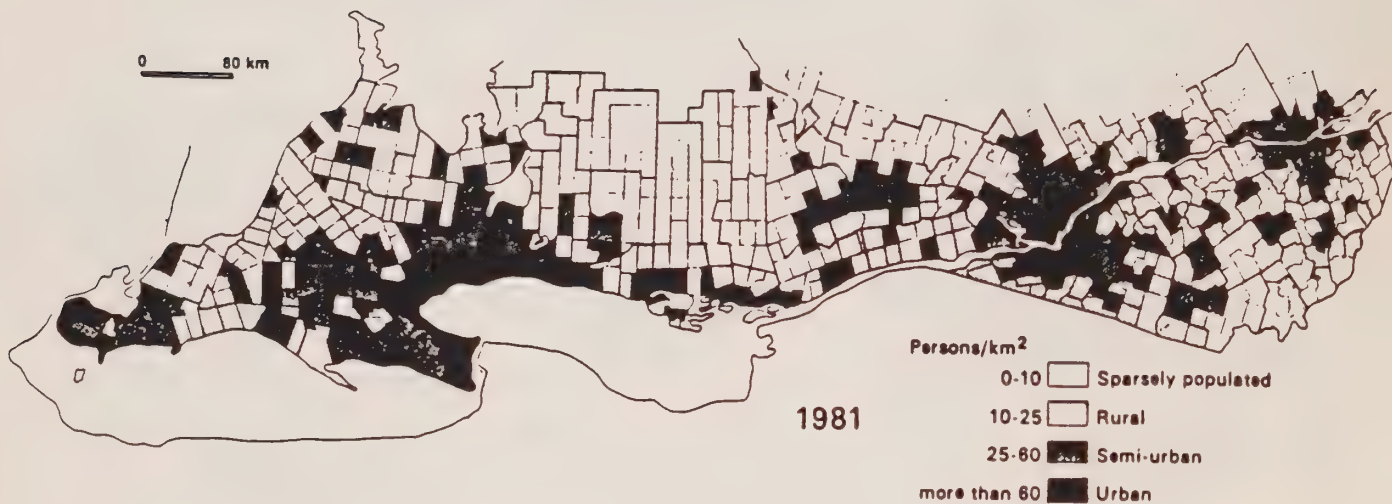 0 80 km
Persons/km²
0-10 Sparsely populated
10-25 Rural
1981
25-60 Semi-urban
more than 60 Urban